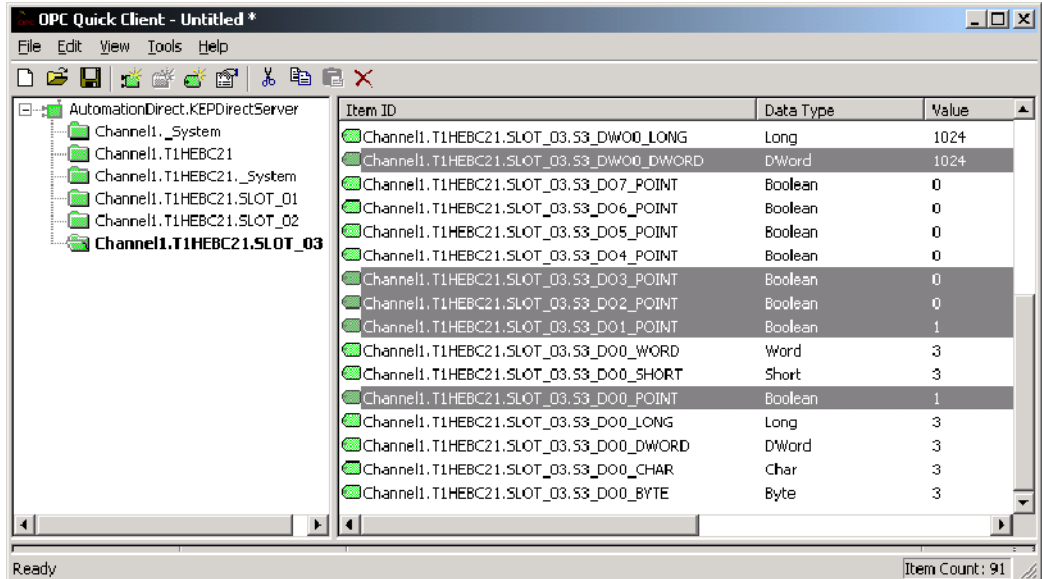 OPC Quick Client - Untitled *
File Edit View Tools Help
AutomationDirect.KEPDirectServer
Channel1._System
Channel1.T1HEBC21
Channel1.T1HEBC21._System
Channel1.T1HEBC21.SLOT_01
Channel1.T1HEBC21.SLOT_02
Channel1.T1HEBC21.SLOT_03
Item ID Data Type Value
Channel1.T1HEBC21.SLOT_03.S3_DWO0_LONG Long 1024
Channel1.T1HEBC21.SLOT_03.S3_DWO0_DWORD DWord 1024
Channel1.T1HEBC21.SLOT_03.S3_DO7_POINT Boolean 0
Channel1.T1HEBC21.SLOT_03.S3_DO6_POINT Boolean 0
Channel1.T1HEBC21.SLOT_03.S3_DO5_POINT Boolean 0
Channel1.T1HEBC21.SLOT_03.S3_DO4_POINT Boolean 0
Channel1.T1HEBC21.SLOT_03.S3_DO3_POINT Boolean 0
Channel1.T1HEBC21.SLOT_03.S3_DO2_POINT Boolean 0
Channel1.T1HEBC21.SLOT_03.S3_DO1_POINT Boolean 1
Channel1.T1HEBC21.SLOT_03.S3_DO0_WORD Word 3
Channel1.T1HEBC21.SLOT_03.S3_DO0_SHORT Short 3
Channel1.T1HEBC21.SLOT_03.S3_DO0_POINT Boolean 1
Channel1.T1HEBC21.SLOT_03.S3_DO0_LONG Long 3
Channel1.T1HEBC21.SLOT_03.S3_DO0_DWORD DWord 3
Channel1.T1HEBC21.SLOT_03.S3_DO0_CHAR Char 3
Channel1.T1HEBC21.SLOT_03.S3_DO0_BYTE Byte 3
Ready Item Count: 91